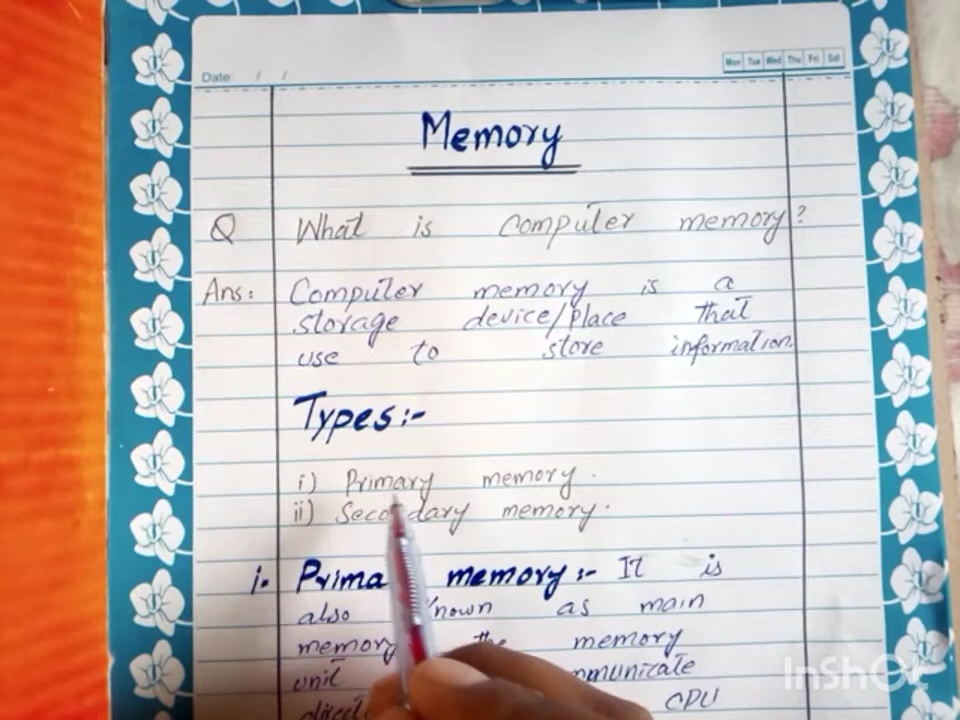 Date: / /
Mon Tue Wed Thu Fri Sat
Memory
Q What is computer memory?
Ans: Computer memory is a
storage device/place that
use to store information.
Types:-
i) Primary memory.
ii) Secondary memory.
i. Prima memory:- It is
also known as main
memory the memory
unit
CPU
InShOt